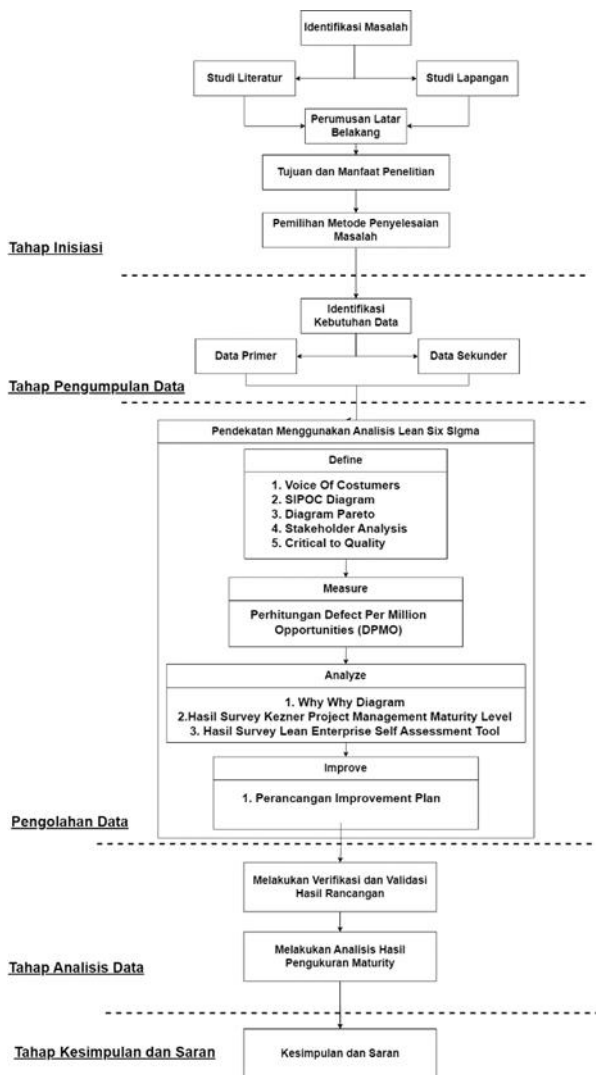 Identifikasi Masalah
Studi Literatur
Studi Lapangan
Perumusan Latar
Belakang
Tujuan dan Manfaat Penelitian
Pemilihan Metode Penyelesaian
Masalah
Tahap Inisiasi
Identifikasi
Kebutuhan Data
Data Primer
Data Sekunder
Tahap Pengumpulan Data
Pendekatan Menggunakan Analisis Lean Six SIgma
Define
1. Voice Of Costumers
2. SIPOC Diagram
3. Diagram Pareto
4. Stakeholder Analysis
5. Critical to Quality
Measure
Perhitungan Defect Per Million
Opportunities (DPMO)
Analyze
1. Why Why Diagram
2.Hasil Survey Kezner Project Management Maturity Level
3. Hasil Survey Lean Enterprise Self Assessment Tool
Improve
1. Perancangan Improvement Plan
Pengolahan Data
Melakukan Verifikasi dan Validasi
Hasil Rancangan
Melakukan Analisis Hasil
Pengukuran Maturity
Tahap Analisis Data
Kesimpulan dan Saran
Tahap Kesimpulan dan Saran